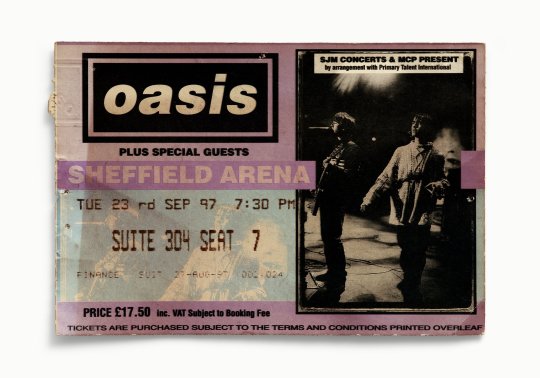 oasis
PLUS SPECIAL GUESTS
SHEFFIELD ARENA
TUE 23 rd SEP 97 7:30 PM
SUITE 304 SEAT 7
FINANCE SUIT 27-AUG-97 001.024
PRICE £17.50 inc. VAT Subject to Booking Fee
TICKETS ARE PURCHASED SUBJECT TO THE TERMS AND CONDITIONS PRINTED OVERLEAF
SJM CONCERTS & MCP PRESENT
by arrangement with Primary Talent International